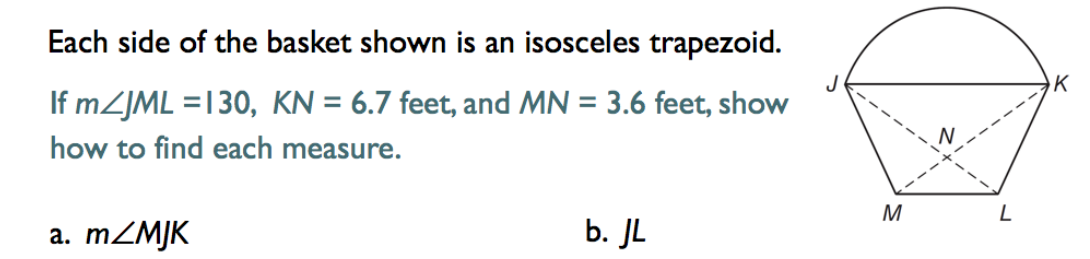 Each side of the basket shown is an isosceles trapezoid.
If m∠JML =130, KN = 6.7 feet, and MN = 3.6 feet, show
how to find each measure.
a. m∠MJK
b. JL
J
K
N
M
L